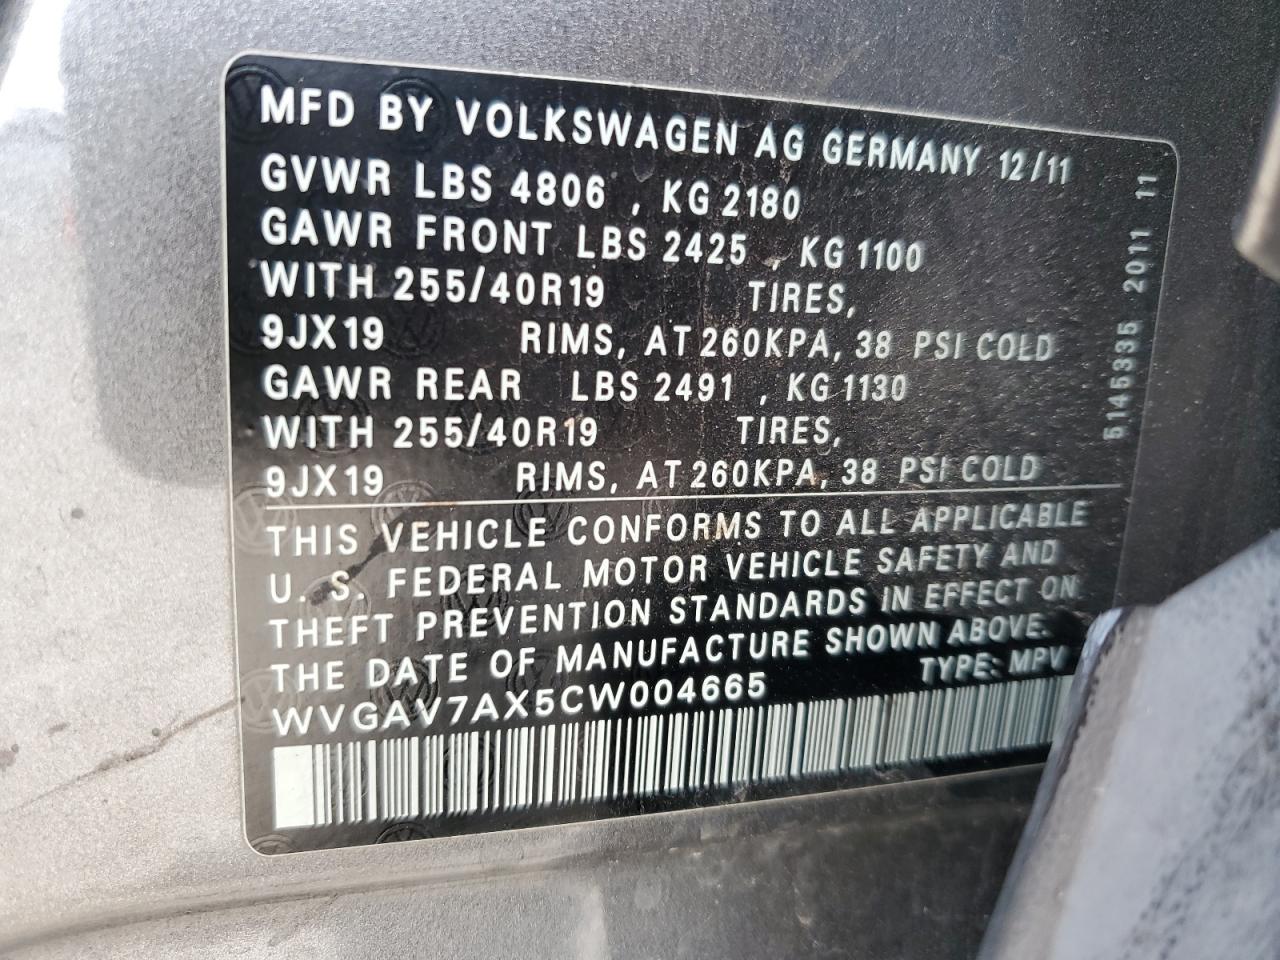 MFD BY VOLKSWAGEN AG GERMANY 12/11
GVWR LBS 4806 , KG 2180
GAWR FRONT LBS 2425 , KG 1100
WITH 255/40R19 TIRES,
9JX19 RIMS, AT 260KPA, 38 PSI COLD
GAWR REAR LBS 2491 , KG 1130
WITH 255/40R19 TIRES,
9JX19 RIMS, AT 260KPA, 38 PSI COLD
THIS VEHICLE CONFORMS TO ALL APPLICABLE
U. S. FEDERAL MOTOR VEHICLE SAFETY AND
THEFT PREVENTION STANDARDS IN EFFECT ON
THE DATE OF MANUFACTURE SHOWN ABOVE.
TYPE: MPV
WVGAV7AX5CW004665
5145335 2011 11